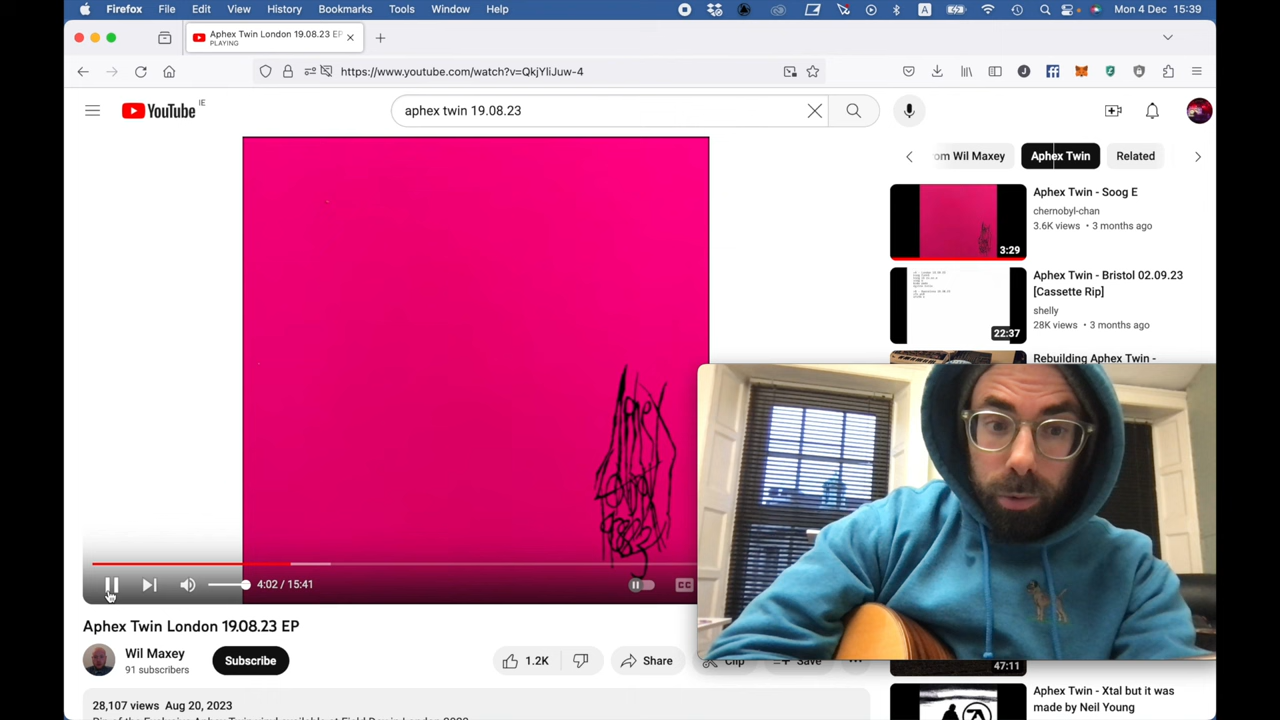 Firefox File Edit View History Bookmarks Tools Window Help
A
Mon 4 Dec 15:39
Aphex Twin London 19.08.23 EP
PLAYING
https://www.youtube.com/watch?v=QkjYliJuw-4
YouTube IE
aphex twin 19.08.23
om Wil Maxey
Aphex Twin
Related
Aphex Twin - Soog E
chernobyl-chan
3.6K views • 3 months ago
3:29
Aphex Twin - Bristol 02.09.23
[Cassette Rip]
shelly
28K views • 3 months ago
22:37
Rebuilding Aphex Twin -
4:02 / 15:41
CC
Aphex Twin London 19.08.23 EP
Wil Maxey
91 subscribers
Subscribe
1.2K
Share
Clip
Save
47:11
28,107 views Aug 20, 2023
Aphex Twin - Xtal but it was
made by Neil Young